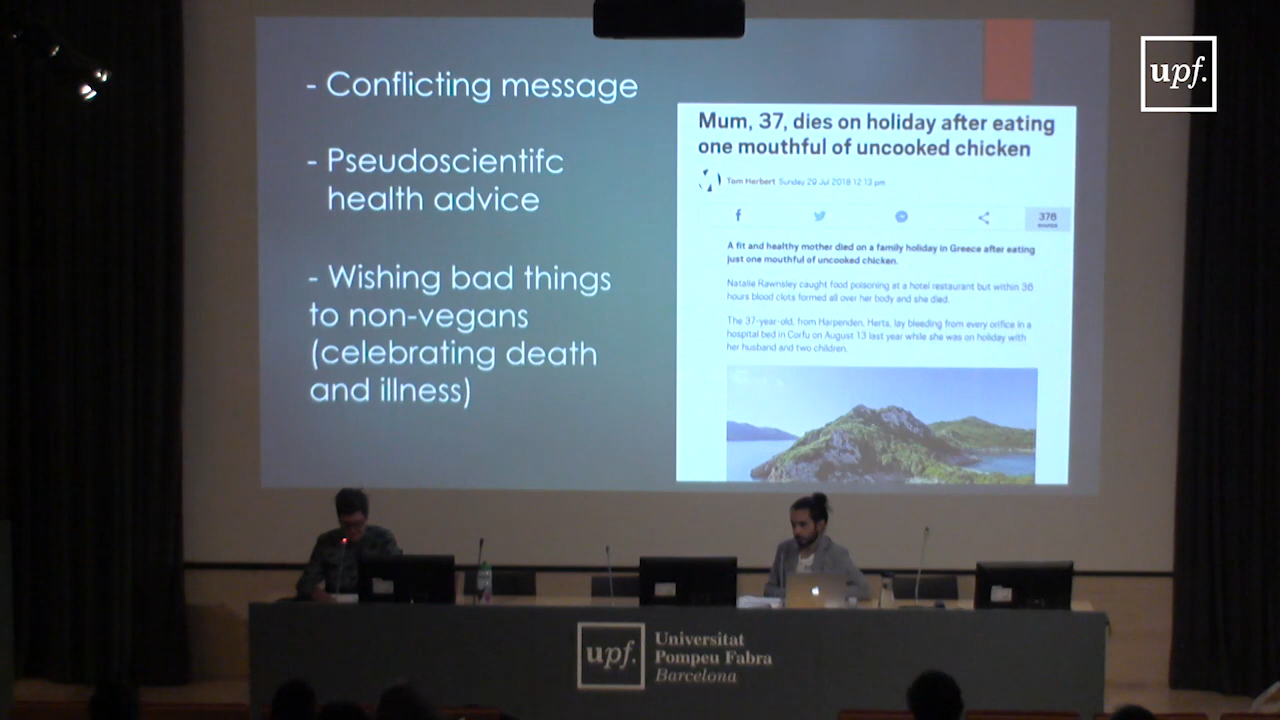 - Conflicting message
- Pseudoscientifc
health advice
- Wishing bad things
to non-vegans
(celebrating death
and illness)
Mum, 37, dies on holiday after eating
one mouthful of uncooked chicken
Tom Herbert Sunday 29 Jul 2018 12:13 pm
f
376
SHARES
A fit and healthy mother died on a family holiday in Greece after eating
just one mouthful of uncooked chicken.
Natalie Rawnsley caught food poisoning at a hotel restaurant but within 36
hours blood clots formed all over her body and she died.
The 37-year-old, from Harpenden, Herts, lay bleeding from every orifice in a
hospital bed in Corfu on August 13 last year while she was on holiday with
her husband and two children.
upf.
upf.
Universitat
Pompeu Fabra
Barcelona